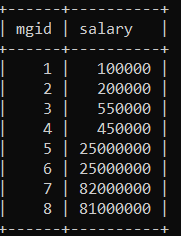 +------+----------+
| mgid | salary   |
+------+----------+
|    1 |   100000 |
|    2 |   200000 |
|    3 |   550000 |
|    4 |   450000 |
|    5 | 25000000 |
|    6 | 25000000 |
|    7 | 82000000 |
|    8 | 81000000 |
+------+----------+